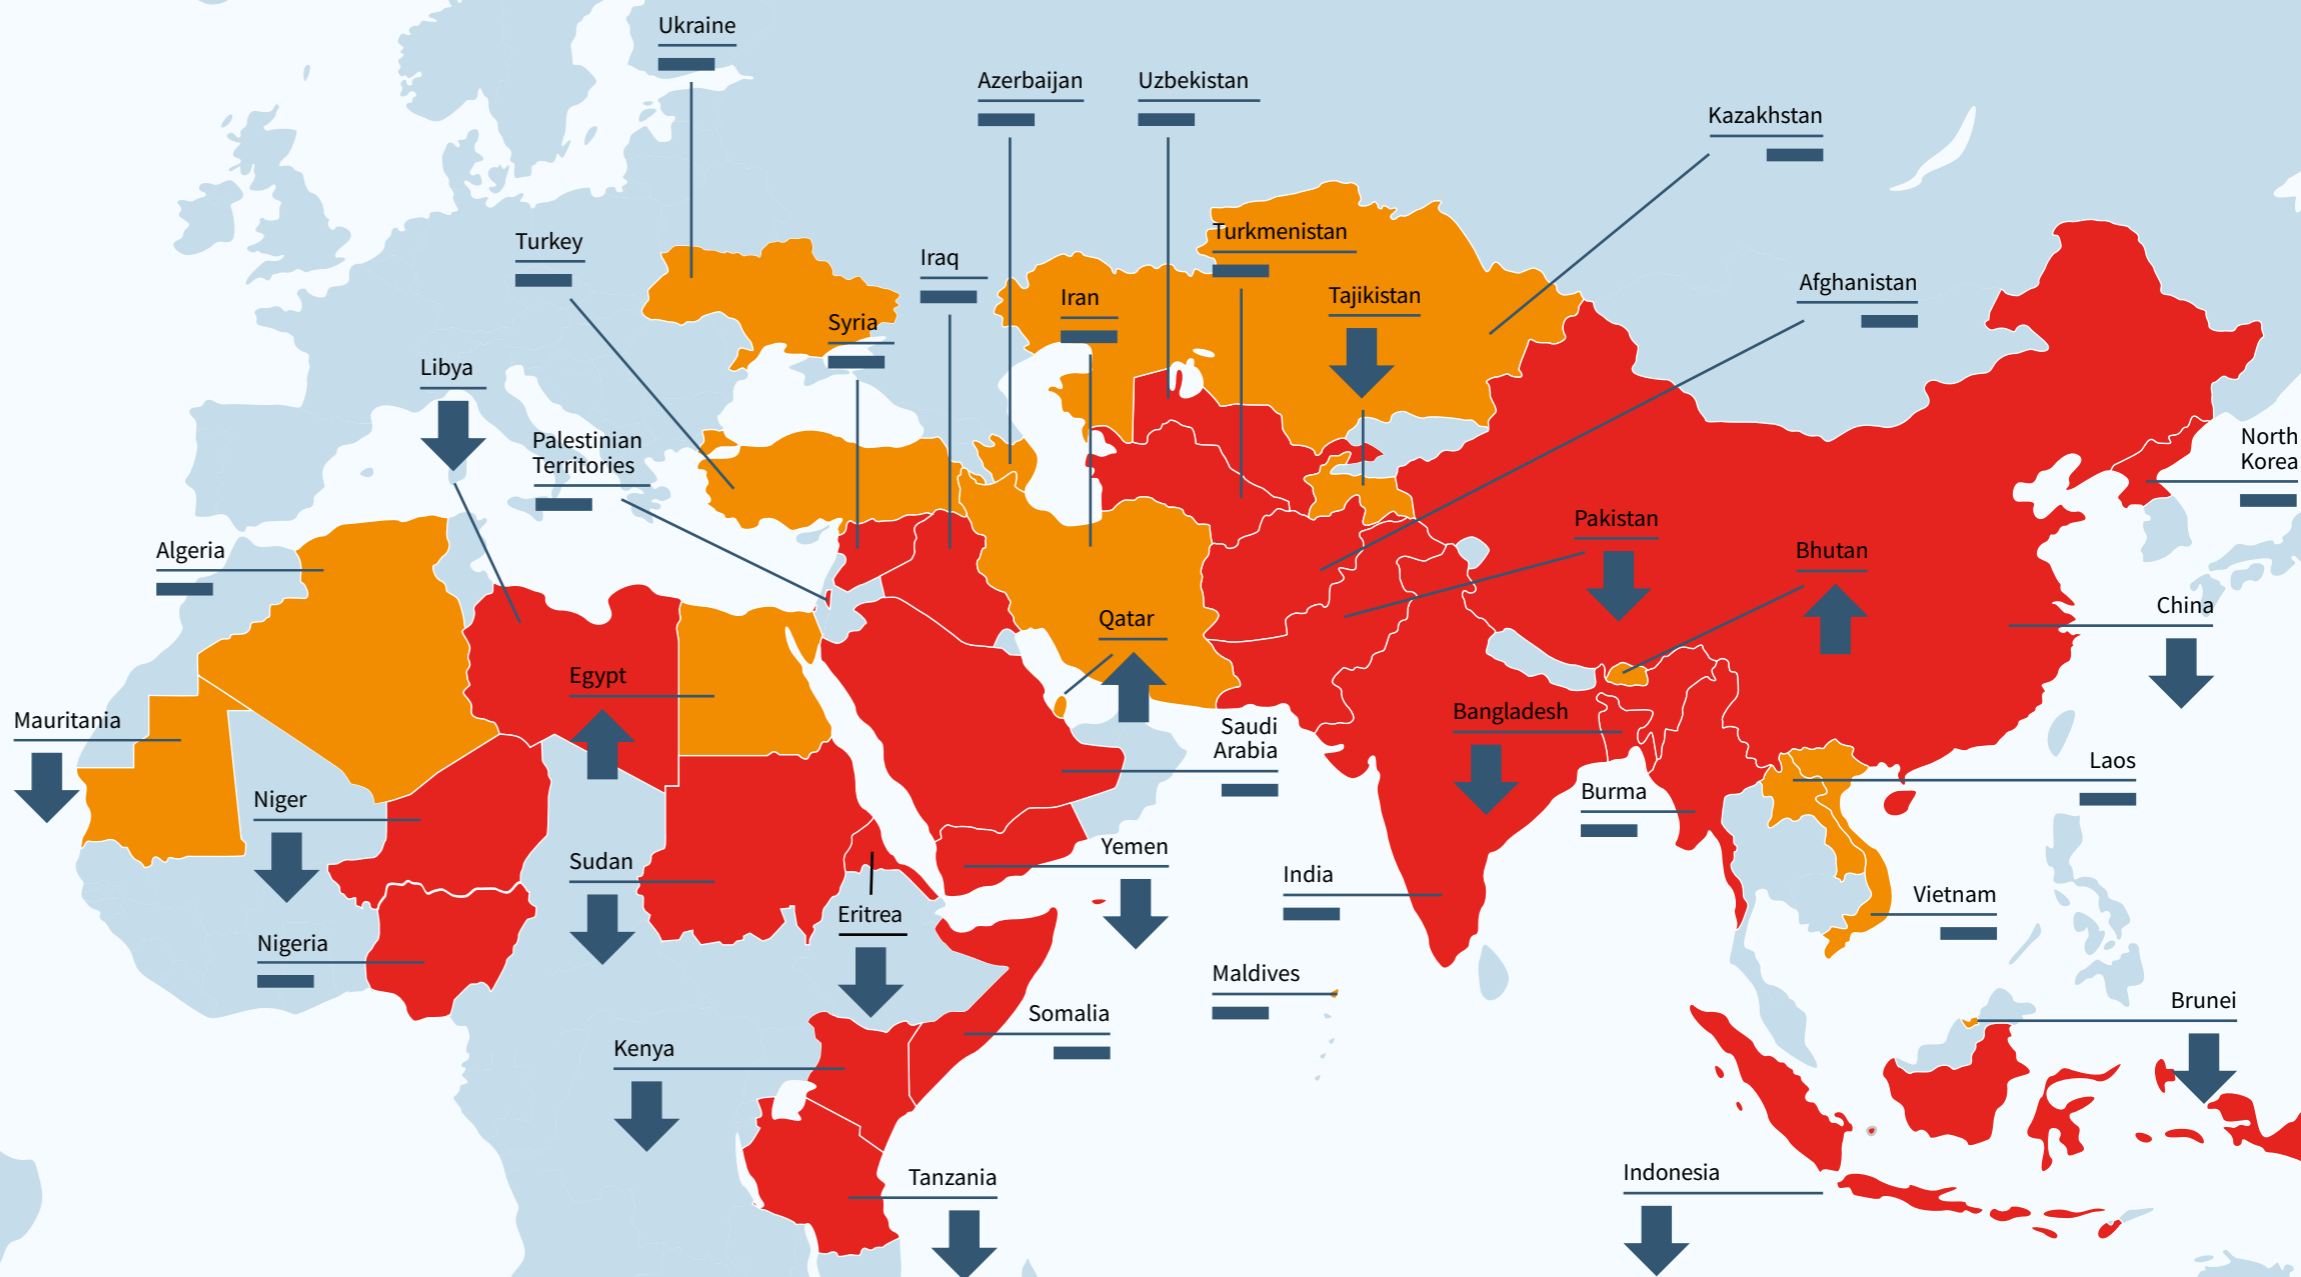 Ukraine
Azerbaijan
Uzbekistan
Kazakhstan
Turkey
Turkmenistan
Iraq
Afghanistan
Iran
Tajikistan
Syria
Libya
Palestinian
Territories
North
Korea
Pakistan
Algeria
Bhutan
China
Qatar
Egypt
Bangladesh
Mauritania
Saudi
Arabia
Laos
Niger
Burma
Yemen
Sudan
India
Vietnam
Eritrea
Nigeria
Maldives
Brunei
Somalia
Kenya
Indonesia
Tanzania